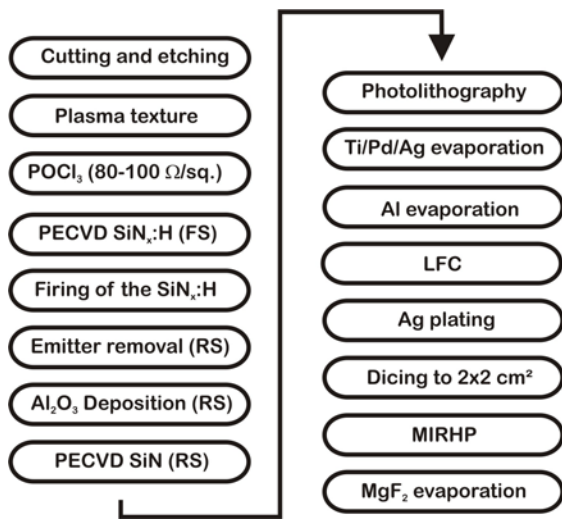 Cutting and etching
Plasma texture
POCl₃ (80-100 Ω/sq.)
PECVD SiNₓ:H (FS)
Firing of the SiNₓ:H
Emitter removal (RS)
Al₂O₃ Deposition (RS)
PECVD SiN (RS)
Photolithography
Ti/Pd/Ag evaporation
Al evaporation
LFC
Ag plating
Dicing to 2x2 cm²
MIRHP
MgF₂ evaporation